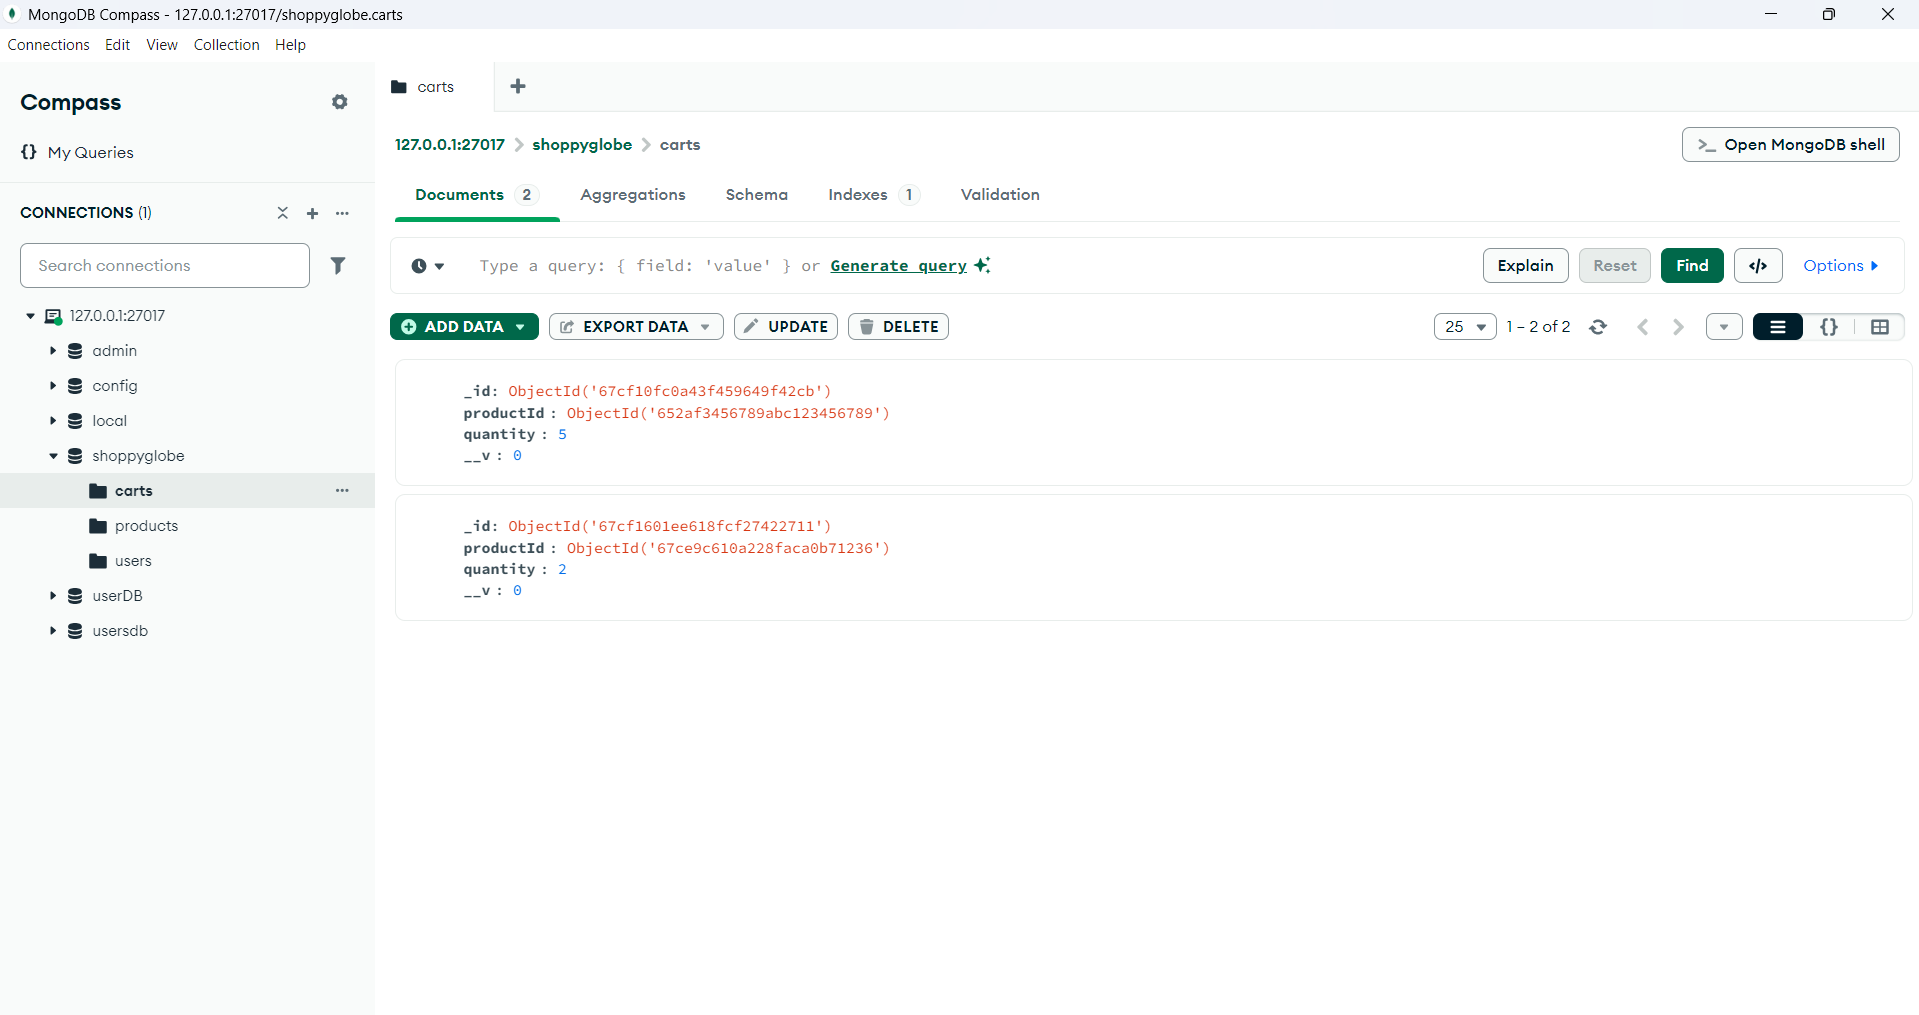 MongoDB Compass - 127.0.0.1:27017/shoppyglobe.carts
Connections Edit View Collection Help
Compass
{} My Queries
CONNECTIONS (1)
Search connections
127.0.0.1:27017
admin
config
local
shoppyglobe
carts
products
users
userDB
usersdb
carts
127.0.0.1:27017 > shoppyglobe > carts
>_ Open MongoDB shell
Documents 2 Aggregations Schema Indexes 1 Validation
Type a query: { field: 'value' } or Generate query
Explain Reset Find </> Options
ADD DATA EXPORT DATA UPDATE DELETE
25 1 – 2 of 2 {}
_id: ObjectId('67cf10fc0a43f459649f42cb')
productId : ObjectId('652af3456789abc123456789')
quantity : 5
__v : 0
_id: ObjectId('67cf1601ee618fcf27422711')
productId : ObjectId('67ce9c610a228faca0b71236')
quantity : 2
__v : 0